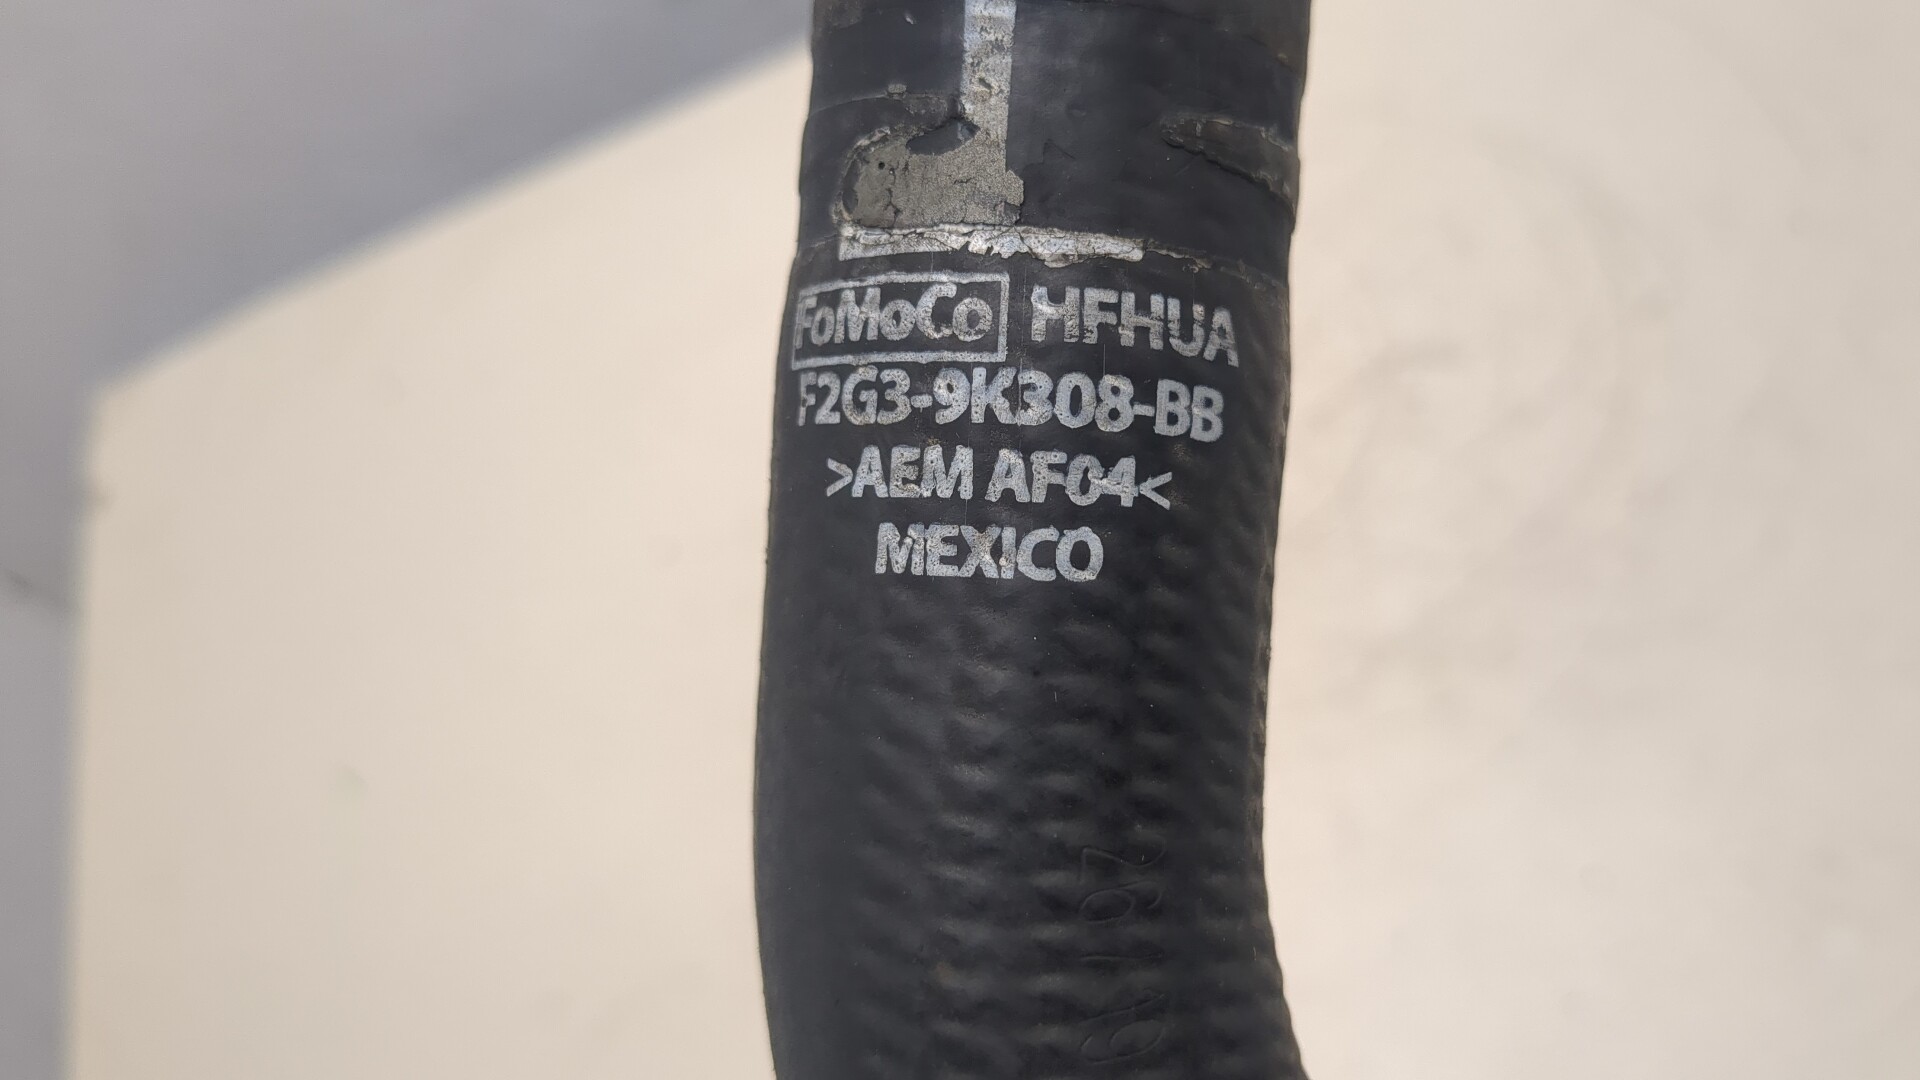 FoMoCo HFHUA
F2G3-9K308-BB
>AEM AF04<
MEXICO